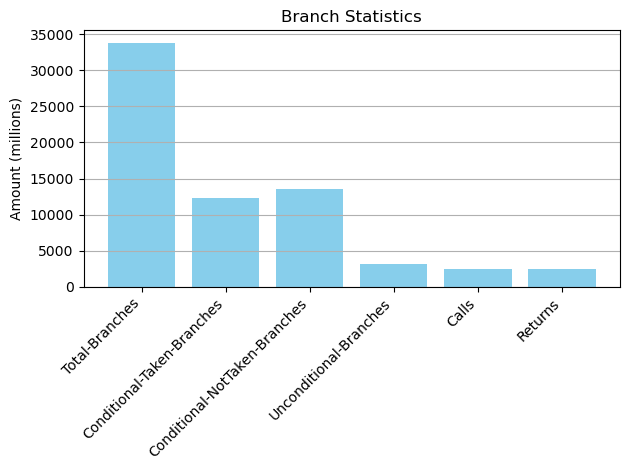 Branch Statistics
Amount (millions)
35000
30000
25000
20000
15000
10000
5000
0
Total-Branches
Conditional-Taken-Branches
Conditional-NotTaken-Branches
Unconditional-Branches
Calls
Returns